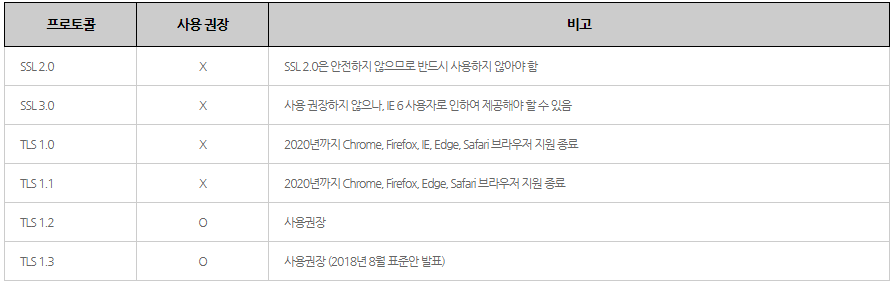 프로토콜 사용 권장 비고
SSL 2.0 X SSL 2.0은 안전하지 않으므로 반드시 사용하지 않아야 함
SSL 3.0 X 사용 권장하지 않으나, IE 6 사용자로 인하여 제공해야 할 수 있음
TLS 1.0 X 2020년까지 Chrome, Firefox, IE, Edge, Safari 브라우저 지원 종료
TLS 1.1 X 2020년까지 Chrome, Firefox, Edge, Safari 브라우저 지원 종료
TLS 1.2 O 사용권장
TLS 1.3 O 사용권장 (2018년 8월 표준안 발표)